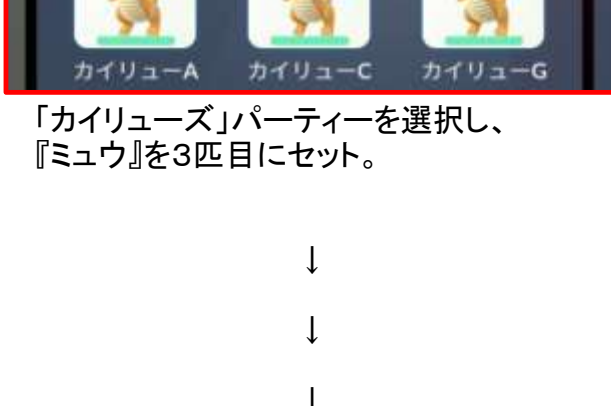 カイリューA カイリューC カイリューG
「カイリューズ」パーティーを選択し、
『ミュウ』を3匹目にセット。
↓
↓
↓